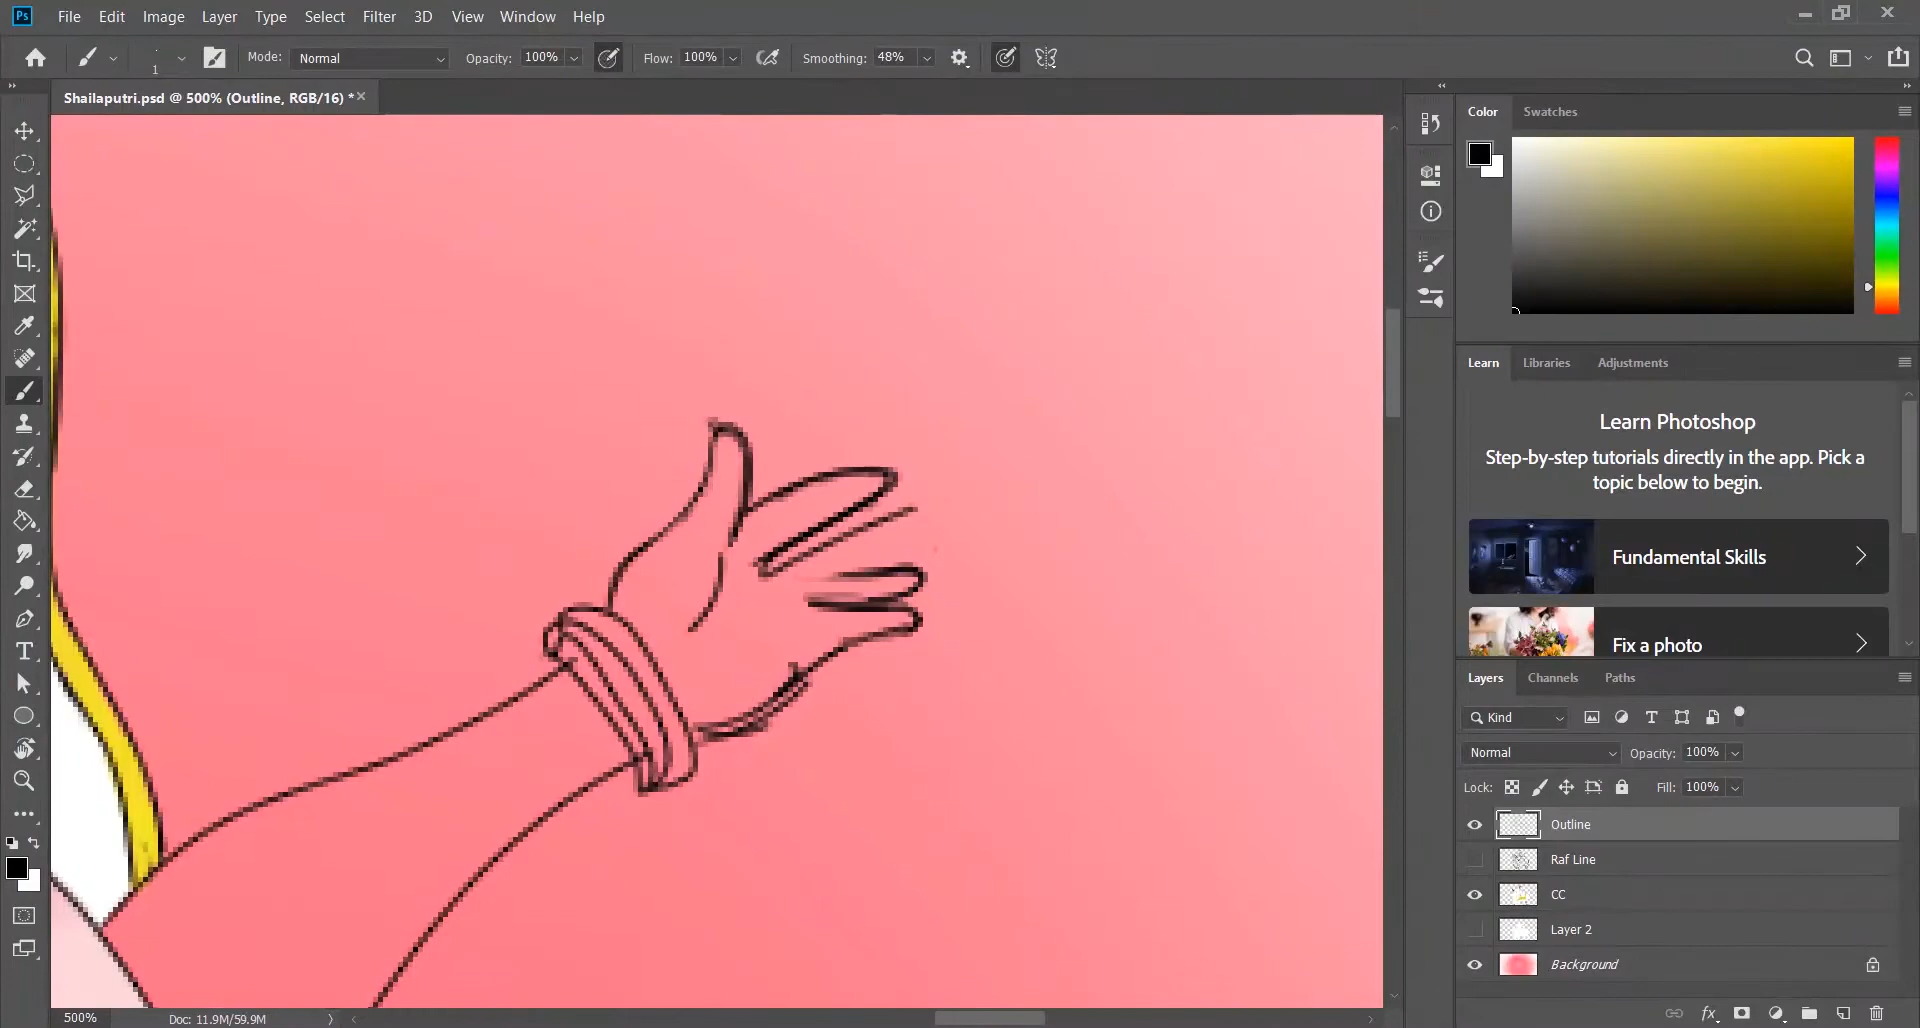 Ps File Edit Image Layer Type Select Filter 3D View Window Help
1 Mode: Normal Opacity: 100% Flow: 100% Smoothing: 48%
Shailaputri.psd @ 500% (Outline, RGB/16) *
Color Swatches
Learn Libraries Adjustments
Learn Photoshop
Step-by-step tutorials directly in the app. Pick a
topic below to begin.
Fundamental Skills
Fix a photo
Layers Channels Paths
Kind
Normal Opacity: 100%
Lock: Fill: 100%
Outline
Raf Line
CC
Layer 2
Background
fx
500% Doc: 11.9M/59.9M